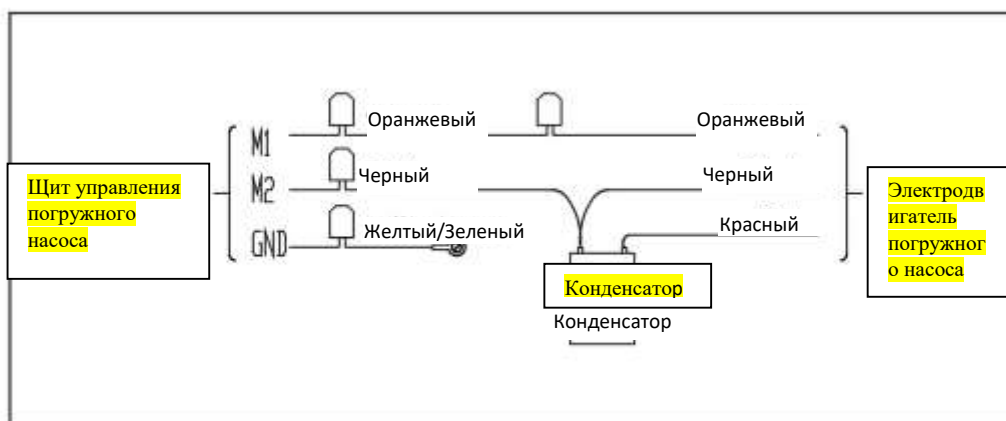 M1 Оранжевый Оранжевый
Щит управления
погружного
насоса
M2 Черный Черный
GND Желтый/Зеленый Красный
Электродв
игатель
погружног
о насоса
Конденсатор
Конденсатор